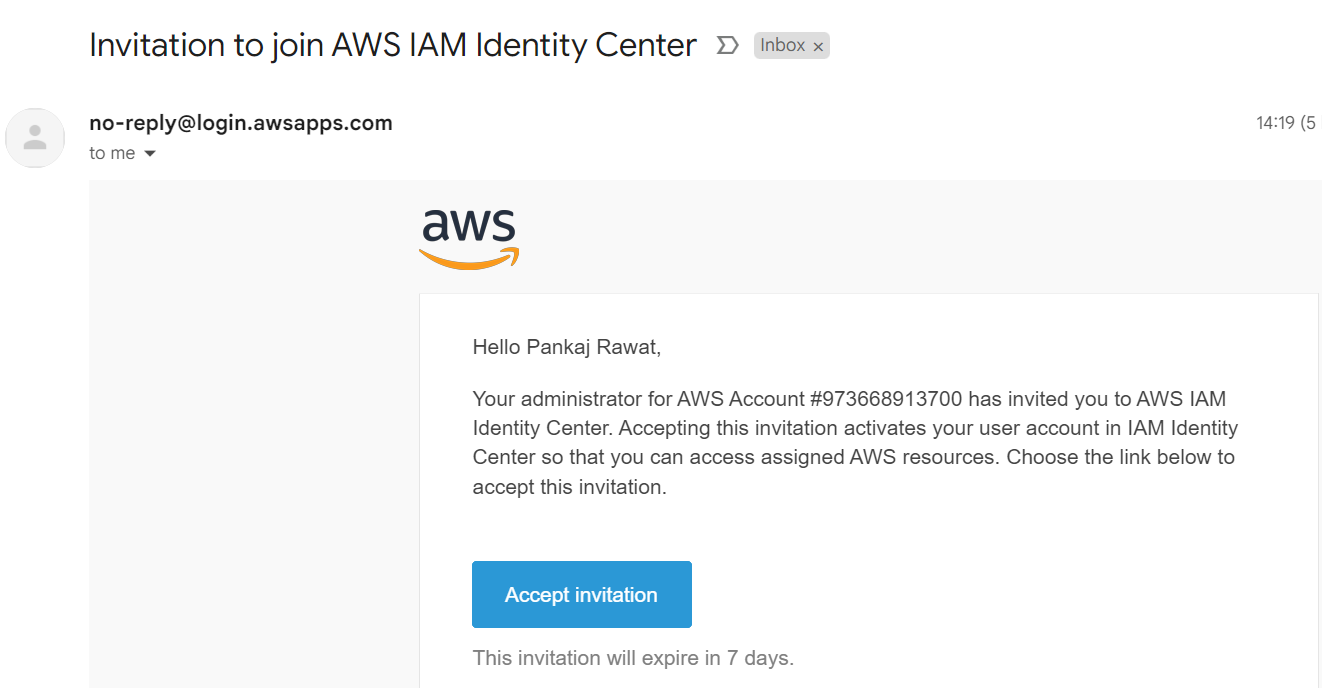 Invitation to join AWS IAM Identity Center Inbox ×
no-reply@login.awsapps.com 14:19 (5
to me
aws
Hello Pankaj Rawat,
Your administrator for AWS Account #973668913700 has invited you to AWS IAM
Identity Center. Accepting this invitation activates your user account in IAM Identity
Center so that you can access assigned AWS resources. Choose the link below to
accept this invitation.
Accept invitation
This invitation will expire in 7 days.